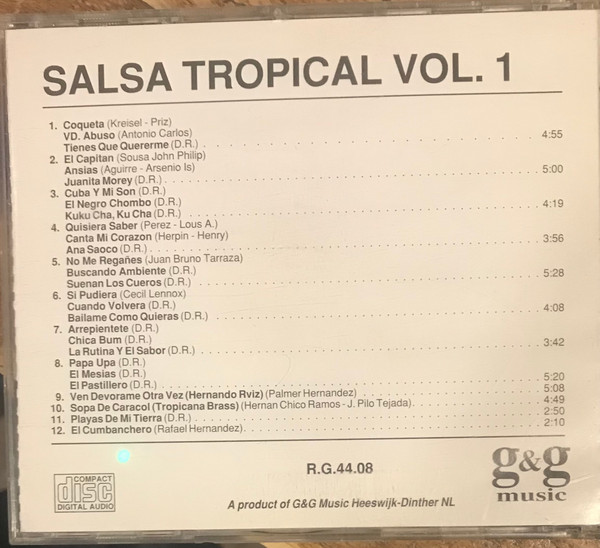 SALSA TROPICAL VOL. 1
1. Coqueta (Kreisel - Priz)
VD. Abuso (Antonio Carlos)
Tienes Que Quererme (D.R.) 4:55
2. El Capitan (Sousa John Philip)
Ansias (Aguirre - Arsenio Is)
Juanita Morey (D.R.) 5:00
3. Cuba Y Mi Son (D.R.)
El Negro Chombo (D.R.)
Kuku Cha, Ku Cha (D.R.) 4:19
4. Quisiera Saber (Perez - Lous A.)
Canta Mi Corazon (Herpin - Henry)
Ana Saoco (D.R.) 3:56
5. No Me Regañes (Juan Bruno Tarraza)
Buscando Ambiente (D.R.)
Suenan Los Cueros (D.R.) 5:28
6. Si Pudiera (Cecil Lennox)
Cuando Volvera (D.R.)
Bailame Como Quieras (D.R.) 4:08
7. Arrepientete (D.R.)
Chica Bum (D.R.)
La Rutina Y El Sabor (D.R.) 3:42
8. Papa Upa (D.R.)
El Mesias (D.R.)
El Pastillero (D.R.) 5:20
9. Ven Devorame Otra Vez (Hernando Rviz) (Palmer Hernandez) 5:08
10. Sopa De Caracol (Tropicana Brass) (Hernan Chico Ramos - J. Pilo Tejada) 4:49
11. Playas De Mi Tierra (D.R.) 2:50
12. El Cumbanchero (Rafael Hernandez) 2:10
COMPACT
disc
DIGITAL AUDIO
R.G.44.08
A product of G&G Music Heeswijk-Dinther NL
g&g
music